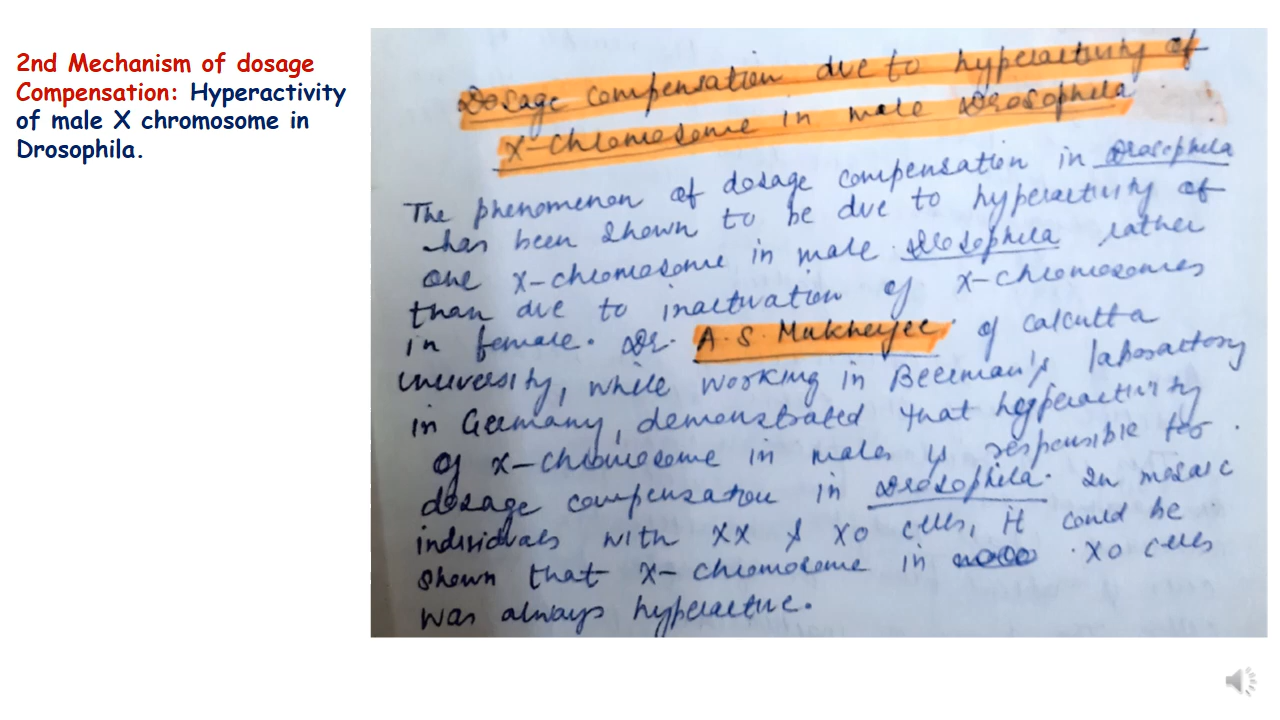 2nd Mechanism of dosage
Compensation: Hyperactivity
of male X chromosome in
Drosophila.
Dosage compensation due to hyperactivity of
X-chromosome in male Drosophila
The phenomenon of dosage compensation in Drosophila
has been shown to be due to hyperactivity of
one X-chromosome in male Drosophila rather
than due to inactivation of X-chromosomes
in female. Dr. A.S. Mukherjee of calcutta
university, while working in Beerman's laboractory
in Germany, demonstrated that hyperactivity
of X-chromosome in males is responsible for
dosage compensation in Drosophila. In mosaic
individuals with XX & XO cells, it could be
shown that X-chromosome in XO cells
was always hyperactive.